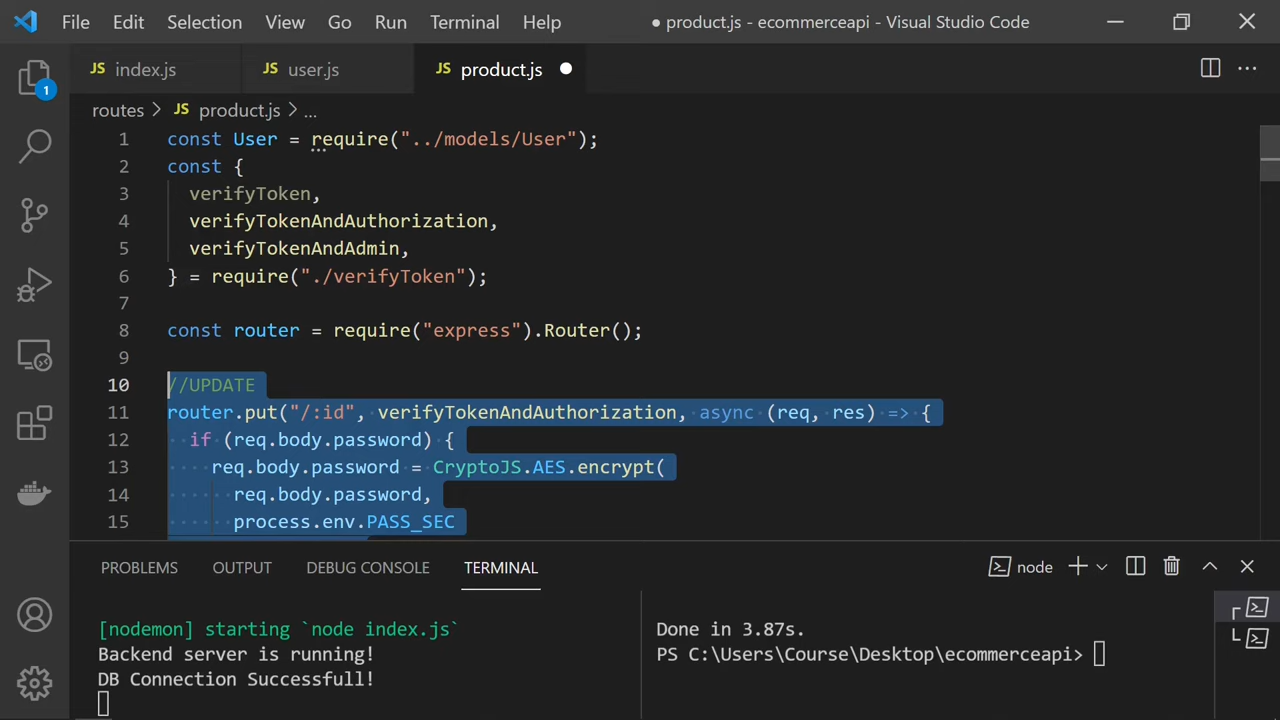 File Edit Selection View Go Run Terminal Help ● product.js - ecommerceapi - Visual Studio Code
JS index.js JS user.js JS product.js ●
routes > JS product.js > ...
1 const User = require("../models/User");
2 const {
3 verifyToken,
4 verifyTokenAndAuthorization,
5 verifyTokenAndAdmin,
6 } = require("./verifyToken");
7
8 const router = require("express").Router();
9
10 //UPDATE
11 router.put("/:id", verifyTokenAndAuthorization, async (req, res) => {
12 if (req.body.password) {
13 req.body.password = CryptoJS.AES.encrypt(
14 req.body.password,
15 process.env.PASS_SEC
1
PROBLEMS OUTPUT DEBUG CONSOLE TERMINAL node
[nodemon] starting `node index.js`
Backend server is running!
DB Connection Successfull!
Done in 3.87s.
PS C:\Users\Course\Desktop\ecommerceapi>